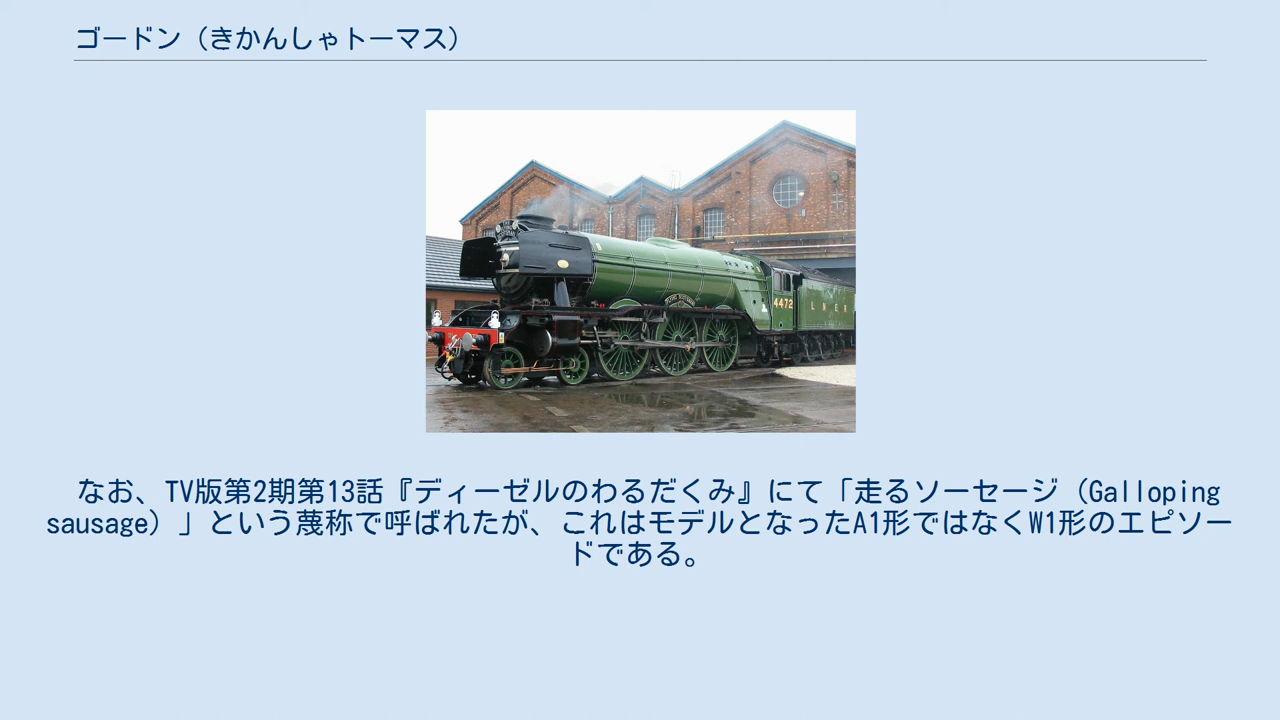 ゴードン（きかんしゃトーマス）
4472
L N E R
なお、TV版第2期第13話『ディーゼルのわるだくみ』にて「走るソーセージ（Galloping
sausage）」という蔑称で呼ばれたが、これはモデルとなったA1形ではなくW1形のエピソー
ドである。